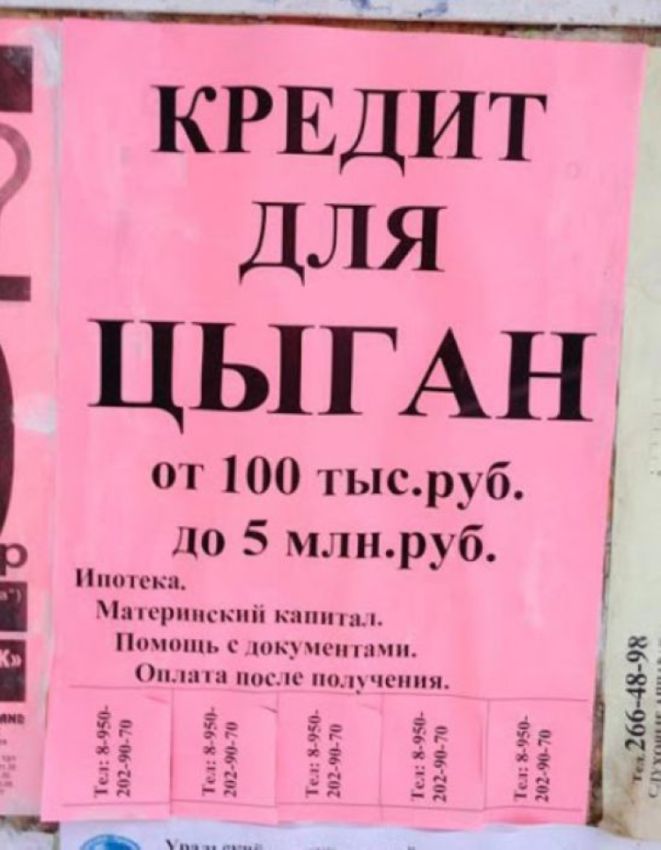 КРЕДИТ
ДЛЯ
ЦЫГАН
от 100 тыс.руб.
до 5 млн.руб.
Ипотека.
Материнский капитал.
Помощь с документами.
Оплата после получения.
Тел: 8-950-
202-90-70
Тел: 8-950-
202-90-70
Тел: 8-950-
202-90-70
Тел: 8-950-
202-90-70
Тел: 8-950-
202-90-70
Тел. 266-48-98